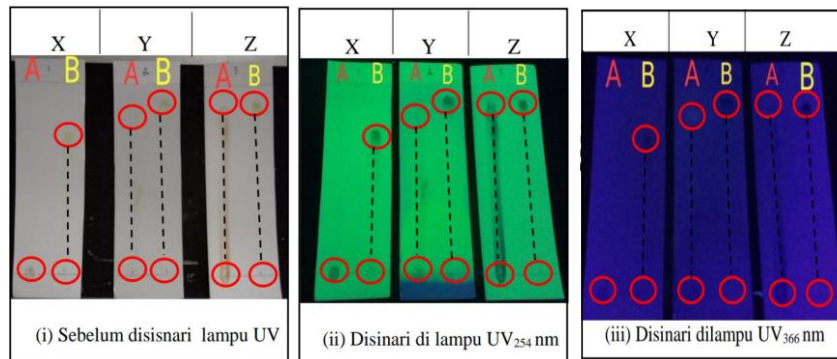 X Y Z
A B A B A B
(i) Sebelum disisnari lampu UV
X Y Z
A B A B A B
(ii) Disinari di lampu UV₂₅₄ nm
X Y Z
A B A B A B
(iii) Disinari dilampu UV₃₆₆ nm